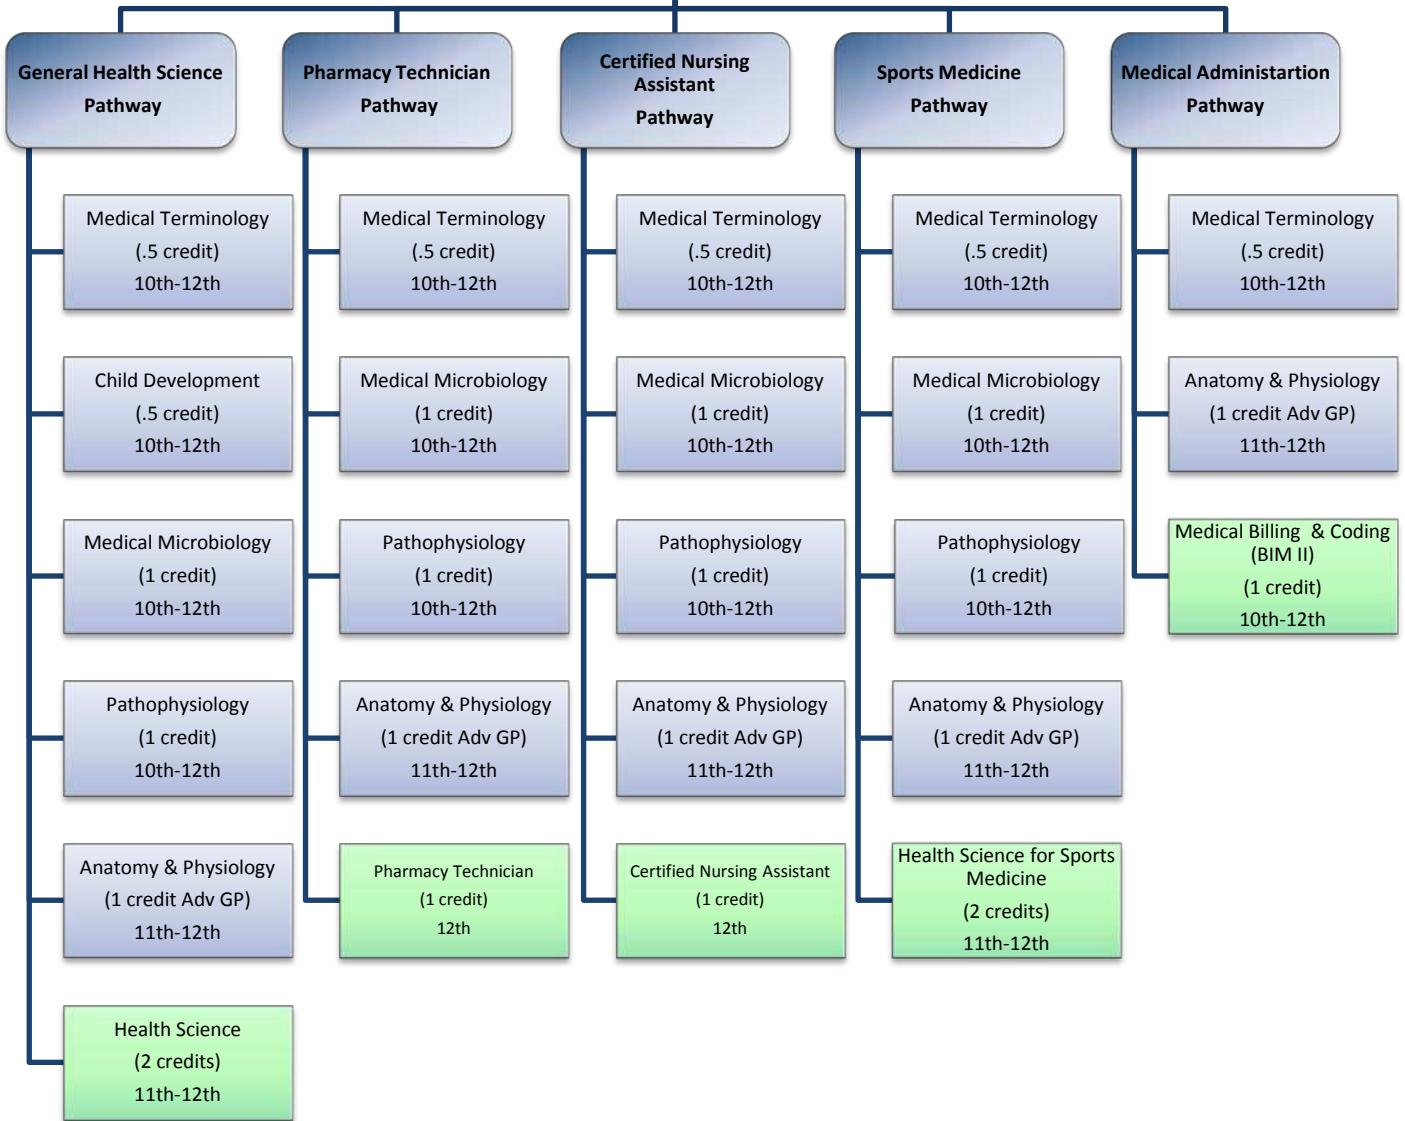 General Health Science
Pathway
Medical Terminology
(.5 credit)
10th-12th
Child Development
(.5 credit)
10th-12th
Medical Microbiology
(1 credit)
10th-12th
Pathophysiology
(1 credit)
10th-12th
Anatomy & Physiology
(1 credit Adv GP)
11th-12th
Health Science
(2 credits)
11th-12th
Pharmacy Technician
Pathway
Medical Terminology
(.5 credit)
10th-12th
Medical Microbiology
(1 credit)
10th-12th
Pathophysiology
(1 credit)
10th-12th
Anatomy & Physiology
(1 credit Adv GP)
11th-12th
Pharmacy Technician
(1 credit)
12th
Certified Nursing
Assistant
Pathway
Medical Terminology
(.5 credit)
10th-12th
Medical Microbiology
(1 credit)
10th-12th
Pathophysiology
(1 credit)
10th-12th
Anatomy & Physiology
(1 credit Adv GP)
11th-12th
Certified Nursing Assistant
(1 credit)
12th
Sports Medicine
Pathway
Medical Terminology
(.5 credit)
10th-12th
Medical Microbiology
(1 credit)
10th-12th
Pathophysiology
(1 credit)
10th-12th
Anatomy & Physiology
(1 credit Adv GP)
11th-12th
Health Science for Sports
Medicine
(2 credits)
11th-12th
Medical Administartion
Pathway
Medical Terminology
(.5 credit)
10th-12th
Anatomy & Physiology
(1 credit Adv GP)
11th-12th
Medical Billing & Coding
(BIM II)
(1 credit)
10th-12th